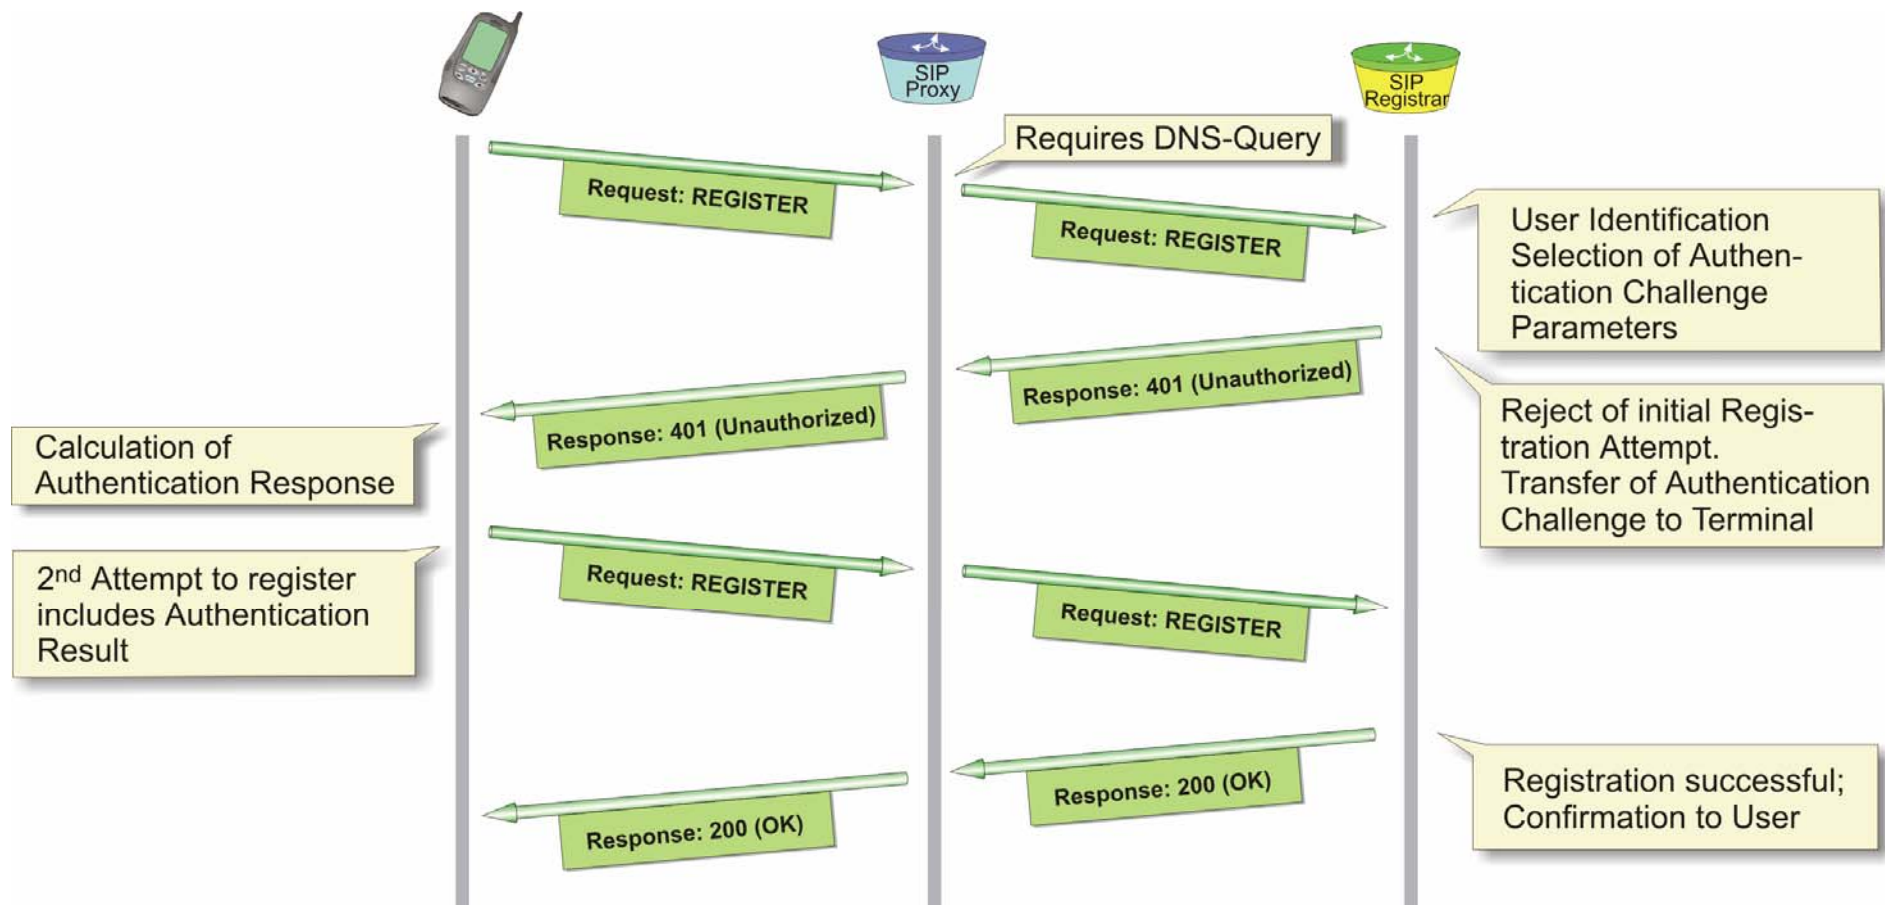 SIP
Proxy
SIP
Registrar
Requires DNS-Query
Request: REGISTER
Request: REGISTER
User Identification
Selection of Authen-
tication Challenge
Parameters
Response: 401 (Unauthorized)
Response: 401 (Unauthorized)
Reject of initial Regis-
tration Attempt.
Transfer of Authentication
Challenge to Terminal
Calculation of
Authentication Response
2nd Attempt to register
includes Authentication
Result
Request: REGISTER
Request: REGISTER
Response: 200 (OK)
Response: 200 (OK)
Registration successful;
Confirmation to User